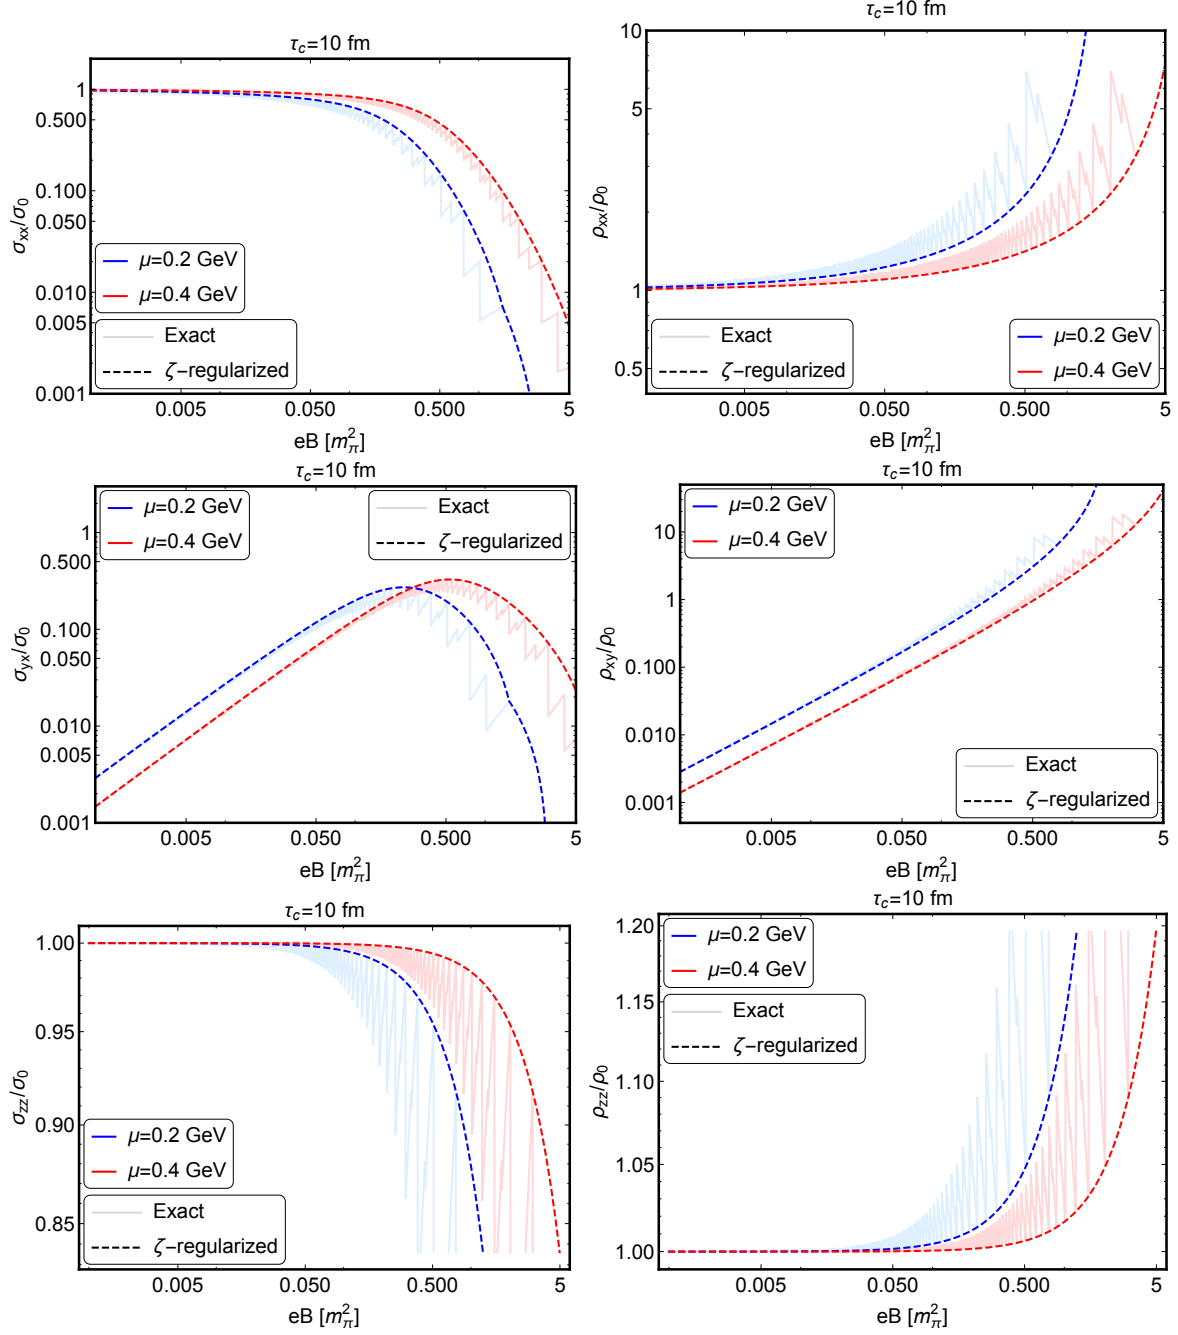 τc=10 fm
1
0.500
0.100
0.050
0.010
0.005
0.001
σxx/σ0
μ=0.2 GeV
μ=0.4 GeV
Exact
ζ-regularized
0.005 0.050 0.500 5
eB [mπ²]
τc=10 fm
10
5
1
0.5
ρxx/ρ0
Exact
ζ-regularized
μ=0.2 GeV
μ=0.4 GeV
0.005 0.050 0.500 5
eB [mπ²]
τc=10 fm
1
0.500
0.100
0.050
0.010
0.005
0.001
σyx/σ0
μ=0.2 GeV
μ=0.4 GeV
Exact
ζ-regularized
0.005 0.050 0.500 5
eB [mπ²]
τc=10 fm
10
1
0.100
0.010
0.001
ρxy/ρ0
μ=0.2 GeV
μ=0.4 GeV
Exact
ζ-regularized
0.005 0.050 0.500 5
eB [mπ²]
τc=10 fm
1.00
0.95
0.90
0.85
σzz/σ0
μ=0.2 GeV
μ=0.4 GeV
Exact
ζ-regularized
0.005 0.050 0.500 5
eB [mπ²]
τc=10 fm
1.20
1.15
1.10
1.05
1.00
ρzz/ρ0
μ=0.2 GeV
μ=0.4 GeV
Exact
ζ-regularized
0.005 0.050 0.500 5
eB [mπ²]